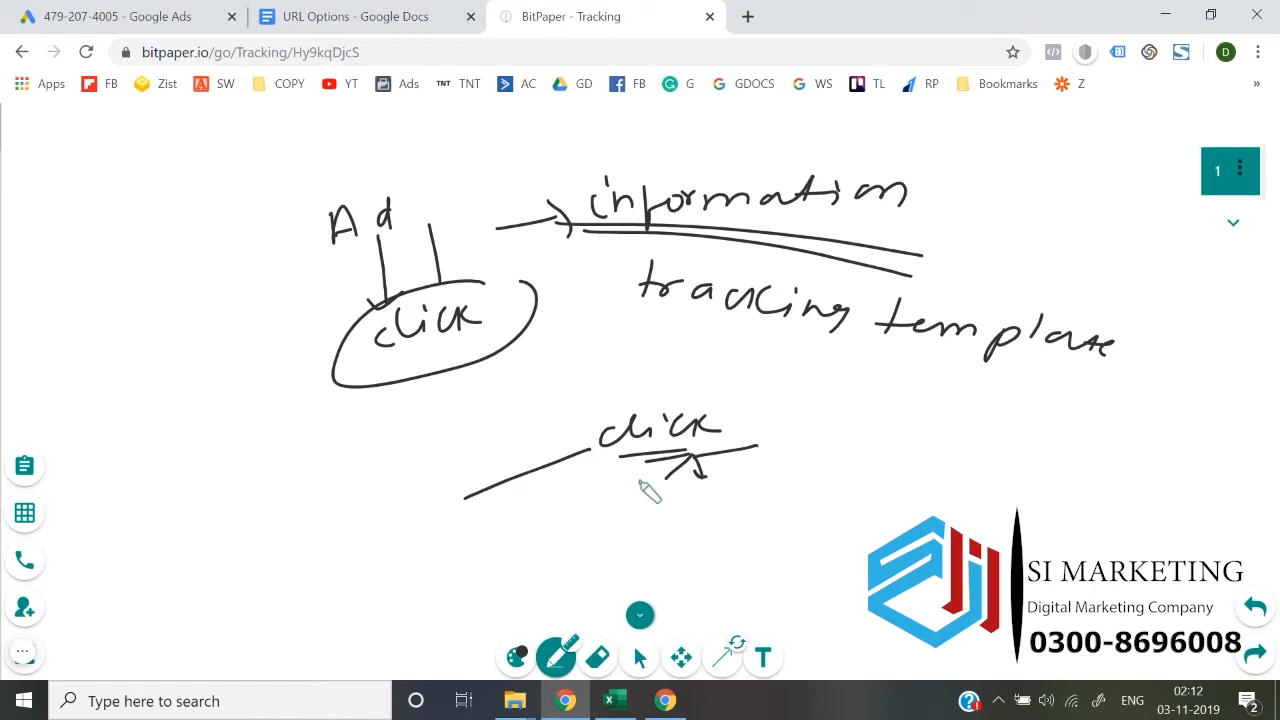 479-207-4005 - Google Ads
URL Options - Google Docs
BitPaper - Tracking
bitpaper.io/go/Tracking/Hy9kqDjcS
D
Apps FB Zist SW COPY YT Ads TNT TNT AC GD FB G GDOCS WS TL RP Bookmarks Z »
1
Ad
information
click
tracking template
click
SI MARKETING
Digital Marketing Company
0300-8696008
T
Type here to search
ENG
02:12
03-11-2019
2